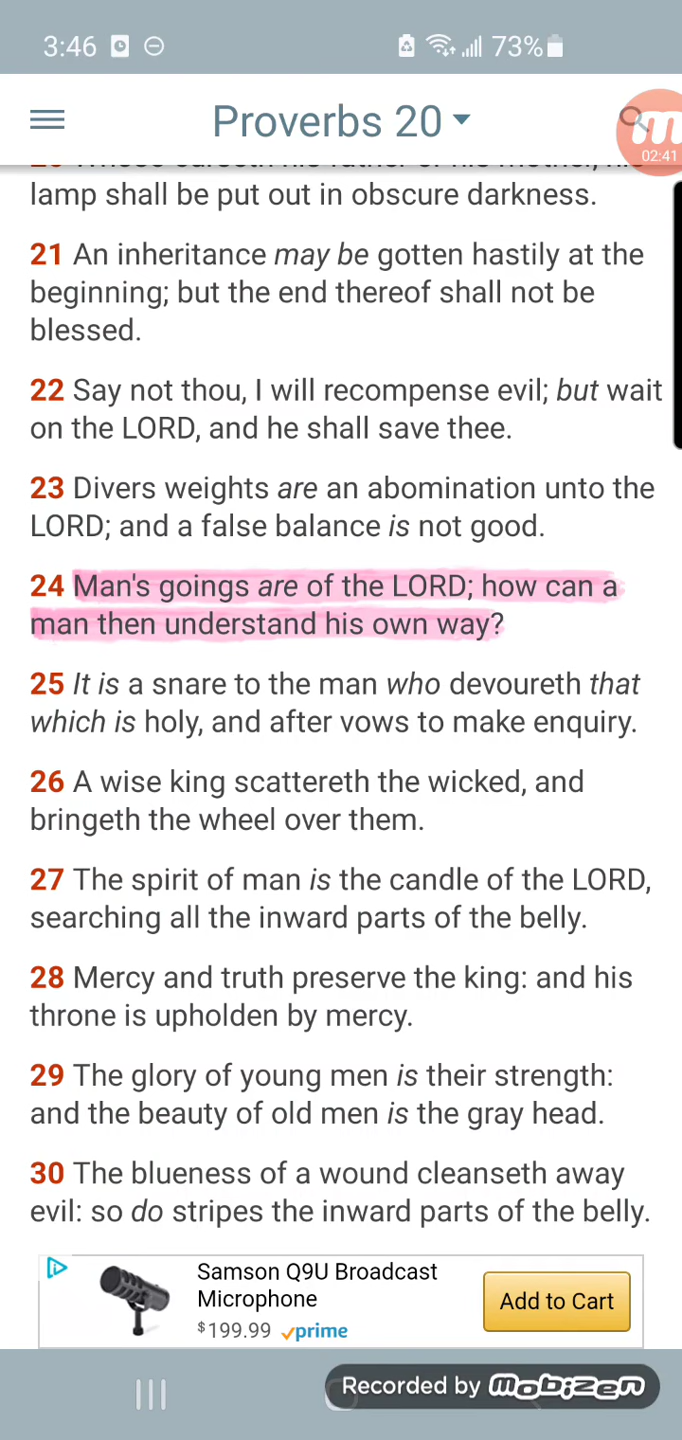 3:46
73%
Proverbs 20
02:41
lamp shall be put out in obscure darkness.
21 An inheritance may be gotten hastily at the
beginning; but the end thereof shall not be
blessed.
22 Say not thou, I will recompense evil; but wait
on the LORD, and he shall save thee.
23 Divers weights are an abomination unto the
LORD; and a false balance is not good.
24 Man's goings are of the LORD; how can a
man then understand his own way?
25 It is a snare to the man who devoureth that
which is holy, and after vows to make enquiry.
26 A wise king scattereth the wicked, and
bringeth the wheel over them.
27 The spirit of man is the candle of the LORD,
searching all the inward parts of the belly.
28 Mercy and truth preserve the king: and his
throne is upholden by mercy.
29 The glory of young men is their strength:
and the beauty of old men is the gray head.
30 The blueness of a wound cleanseth away
evil: so do stripes the inward parts of the belly.
Samson Q9U Broadcast
Microphone
$199.99 prime
Add to Cart
Recorded by mobizen